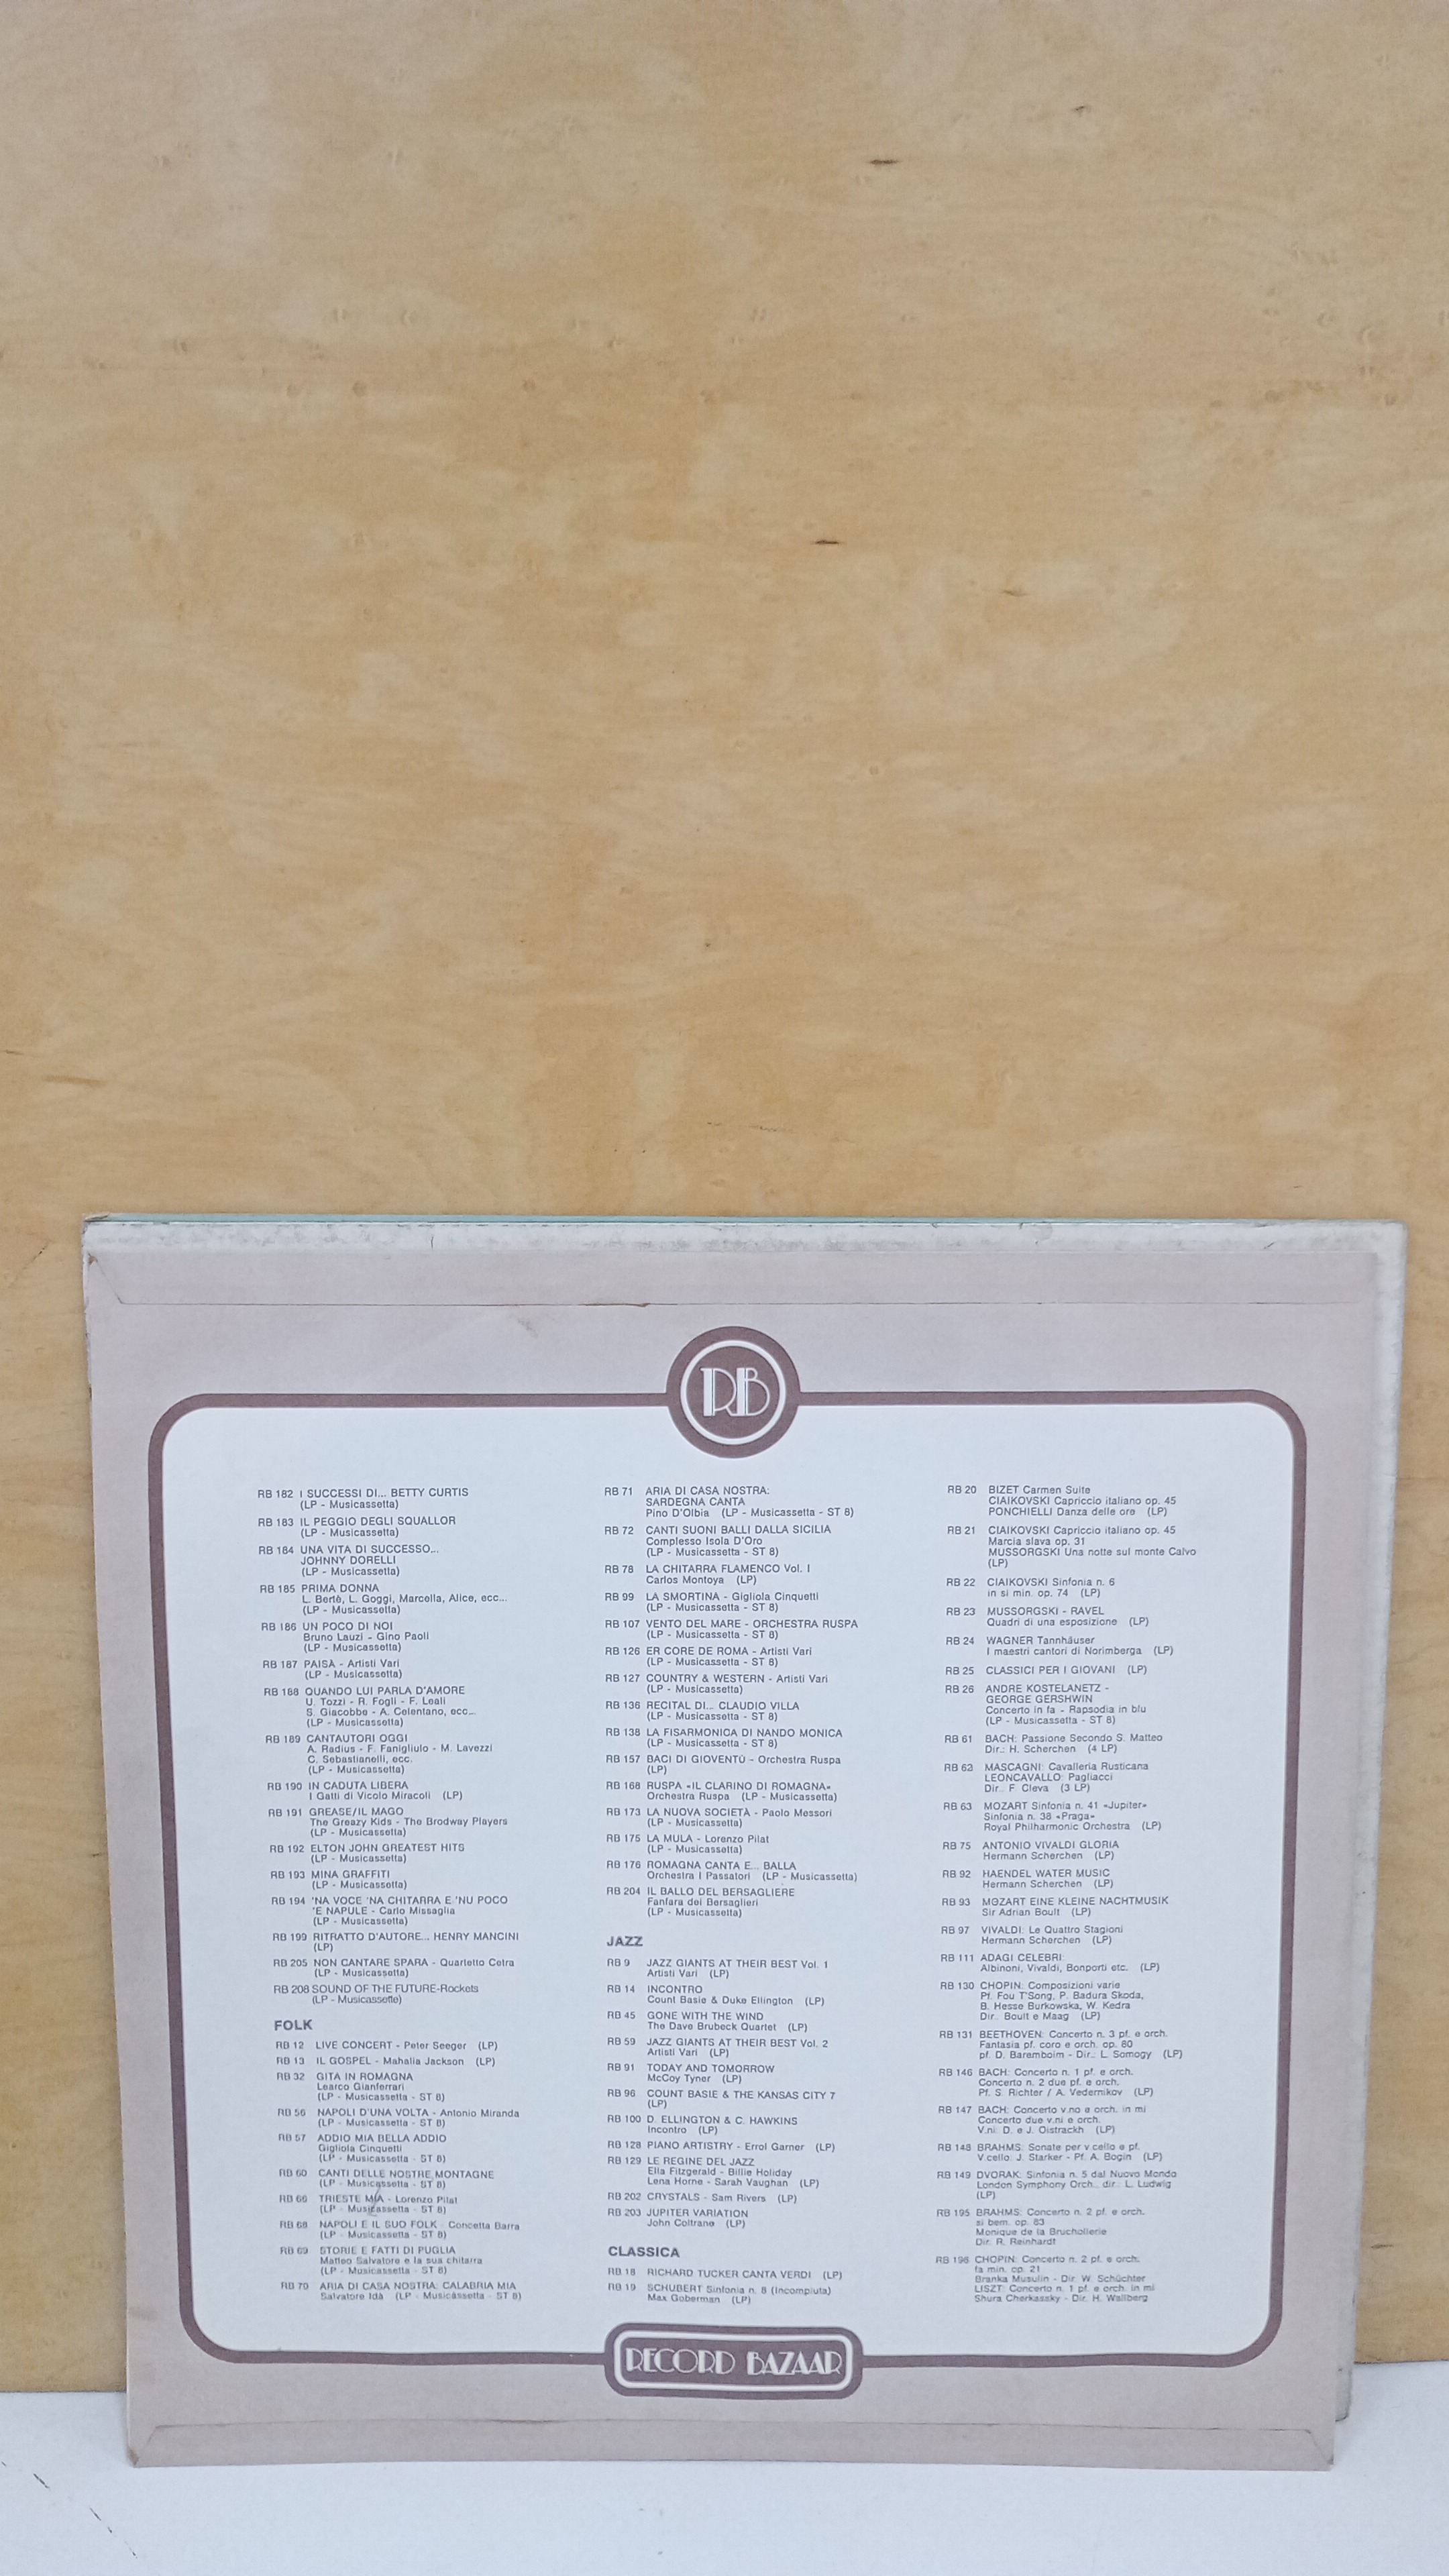 RB
RB 182 I SUCCESSI DI... BETTY CURTIS
(LP - Musicassetta)
RB 183 IL PEGGIO DEGLI SQUALLOR
(LP - Musicassetta)
RB 184 UNA VITA DI SUCCESSO...
JOHNNY DORELLI
(LP - Musicassetta)
RB 185 PRIMA DONNA
L. Bertè, L. Goggi, Marcella, Alice, ecc...
(LP - Musicassetta)
RB 186 UN POCO DI NOI
Bruno Lauzi - Gino Paoli
(LP - Musicassetta)
RB 187 PAISÀ - Artisti Vari
(LP - Musicassetta)
RB 188 QUANDO LUI PARLA D'AMORE
U. Tozzi - R. Fogli - F. Leali
S. Giacobbe - A. Celentano, ecc...
(LP - Musicassetta)
RB 189 CANTAUTORI OGGI
A. Radius - F. Fanigliulo - M. Lavezzi
C. Sebastianelli, ecc.
(LP - Musicassetta)
RB 190 IN CADUTA LIBERA
I Gatti di Vicolo Miracoli (LP)
RB 191 GREASE/IL MAGO
The Greazy Kids - The Brodway Players
(LP - Musicassetta)
RB 192 ELTON JOHN GREATEST HITS
(LP - Musicassetta)
RB 193 MINA GRAFFITI
(LP - Musicassetta)
RB 194 'NA VOCE 'NA CHITARRA E 'NU POCO
'E NAPULE - Carlo Missaglia
(LP - Musicassetta)
RB 199 RITRATTO D'AUTORE... HENRY MANCINI
(LP)
RB 205 NON CANTARE SPARA - Quartetto Cetra
(LP - Musicassetta)
RB 208 SOUND OF THE FUTURE-Rockets
(LP - Musicassette)
FOLK
RB 12 LIVE CONCERT - Peter Seeger (LP)
RB 13 IL GOSPEL - Mahalia Jackson (LP)
RB 32 GITA IN ROMAGNA
Learco Gianferrari
(LP - Musicassetta - ST 8)
RB 56 NAPOLI D'UNA VOLTA - Antonio Miranda
(LP - Musicassetta - ST 8)
RB 57 ADDIO MIA BELLA ADDIO
Gigliola Cinquetti
(LP - Musicassetta - ST 8)
RB 60 CANTI DELLE NOSTRE MONTAGNE
(LP - Musicassetta - ST 8)
RB 66 TRIESTE MIA - Lorenzo Pilat
(LP - Musicassetta - ST 8)
RB 68 NAPOLI E IL SUO FOLK - Concetta Barra
(LP - Musicassetta - ST 8)
RB 69 STORIE E FATTI DI PUGLIA
Matteo Salvatore e la sua chitarra
(LP - Musicassetta - ST 8)
RB 70 ARIA DI CASA NOSTRA: CALABRIA MIA
Salvatore Idà (LP - Musicassetta - ST 8)
RB 71 ARIA DI CASA NOSTRA:
SARDEGNA CANTA
Pino D'Olbia (LP - Musicassetta - ST 8)
RB 72 CANTI SUONI BALLI DALLA SICILIA
Complesso Isola D'Oro
(LP - Musicassetta - ST 8)
RB 78 LA CHITARRA FLAMENCO Vol. I
Carlos Montoya (LP)
RB 99 LA SMORTINA - Gigliola Cinquetti
(LP - Musicassetta - ST 8)
RB 107 VENTO DEL MARE - ORCHESTRA RUSPA
(LP - Musicassetta - ST 8)
RB 126 ER CORE DE ROMA - Artisti Vari
(LP - Musicassetta - ST 8)
RB 127 COUNTRY & WESTERN - Artisti Vari
(LP - Musicassetta)
RB 136 RECITAL DI... CLAUDIO VILLA
(LP - Musicassetta - ST 8)
RB 138 LA FISARMONICA DI NANDO MONICA
(LP - Musicassetta - ST 8)
RB 157 BACI DI GIOVENTÙ - Orchestra Ruspa
(LP)
RB 168 RUSPA «IL CLARINO DI ROMAGNA»
Orchestra Ruspa (LP - Musicassetta)
RB 173 LA NUOVA SOCIETÀ - Paolo Messori
(LP - Musicassetta)
RB 175 LA MULA - Lorenzo Pilat
(LP - Musicassetta)
RB 176 ROMAGNA CANTA E... BALLA
Orchestra I Passatori (LP - Musicassetta)
RB 204 IL BALLO DEL BERSAGLIERE
Fanfara dei Bersaglieri
(LP - Musicassetta)
JAZZ
RB 9 JAZZ GIANTS AT THEIR BEST Vol. 1
Artisti Vari (LP)
RB 14 INCONTRO
Count Basie & Duke Ellington (LP)
RB 45 GONE WITH THE WIND
The Dave Brubeck Quartet (LP)
RB 59 JAZZ GIANTS AT THEIR BEST Vol. 2
Artisti Vari (LP)
RB 91 TODAY AND TOMORROW
McCoy Tyner (LP)
RB 96 COUNT BASIE & THE KANSAS CITY 7
(LP)
RB 100 D. ELLINGTON & C. HAWKINS
Incontro (LP)
RB 128 PIANO ARTISTRY - Errol Garner (LP)
RB 129 LE REGINE DEL JAZZ
Ella Fitzgerald - Billie Holiday
Lena Horne - Sarah Vaughan (LP)
RB 202 CRYSTALS - Sam Rivers (LP)
RB 203 JUPITER VARIATION
John Coltrane (LP)
CLASSICA
RB 18 RICHARD TUCKER CANTA VERDI (LP)
RB 19 SCHUBERT Sinfonia n. 8 (Incompiuta)
Max Goberman (LP)
RB 20 BIZET Carmen Suite
CIAIKOVSKI Capriccio italiano op. 45
PONCHIELLI Danza delle ore (LP)
RB 21 CIAIKOVSKI Capriccio italiano op. 45
Marcia slava op. 31
MUSSORGSKI Una notte sul monte Calvo
(LP)
RB 22 CIAIKOVSKI Sinfonia n. 6
in si min. op. 74 (LP)
RB 23 MUSSORGSKI - RAVEL
Quadri di una esposizione (LP)
RB 24 WAGNER Tannhäuser
I maestri cantori di Norimberga (LP)
RB 25 CLASSICI PER I GIOVANI (LP)
RB 26 ANDRE KOSTELANETZ -
GEORGE GERSHWIN
Concerto in fa - Rapsodia in blu
(LP - Musicassetta - ST 8)
RB 61 BACH: Passione Secondo S. Matteo
Dir.: H. Scherchen (4 LP)
RB 62 MASCAGNI: Cavalleria Rusticana
LEONCAVALLO: Pagliacci
Dir.: F. Cleva (3 LP)
RB 63 MOZART Sinfonia n. 41 «Jupiter»
Sinfonia n. 38 «Praga»
Royal Philharmonic Orchestra (LP)
RB 75 ANTONIO VIVALDI GLORIA
Hermann Scherchen (LP)
RB 92 HAENDEL WATER MUSIC
Hermann Scherchen (LP)
RB 93 MOZART EINE KLEINE NACHTMUSIK
Sir Adrian Boult (LP)
RB 97 VIVALDI: Le Quattro Stagioni
Hermann Scherchen (LP)
RB 111 ADAGI CELEBRI:
Albinoni, Vivaldi, Bonporti etc. (LP)
RB 130 CHOPIN: Composizioni varie
Pf. Fou T'Song, P. Badura Skoda,
B. Hesse Burkowska, W. Kedra
Dir.: Boult e Maag (LP)
RB 131 BEETHOVEN: Concerto n. 3 pf. e orch.
Fantasia pf. coro e orch. op. 80
pf. D. Baremboim - Dir.: L. Somogy (LP)
RB 146 BACH: Concerto n. 1 pf. e orch.
Concerto n. 2 due pf. e orch.
Pf. S. Richter / A. Vedernikov (LP)
RB 147 BACH: Concerto v.no e orch. in mi
Concerto due v.ni e orch.
V.ni: D. e J. Oistrackh (LP)
RB 148 BRAHMS: Sonate per v.cello e pf.
V.cello: J. Starker - Pf. A. Bogin (LP)
RB 149 DVORAK: Sinfonia n. 5 dal Nuovo Mondo
London Symphony Orch., dir.: L. Ludwig
(LP)
RB 195 BRAHMS: Concerto n. 2 pf. e orch.
si bem. op. 83
Monique de la Bruchollerie
Dir. R. Reinhardt
RB 196 CHOPIN: Concerto n. 2 pf. e orch.
fa min. op. 21
Branka Musulin - Dir. W. Schüchter
LISZT: Concerto n. 1 pf. e orch. in mi
Shura Cherkassky - Dir. H. Wallberg
RECORD BAZAAR